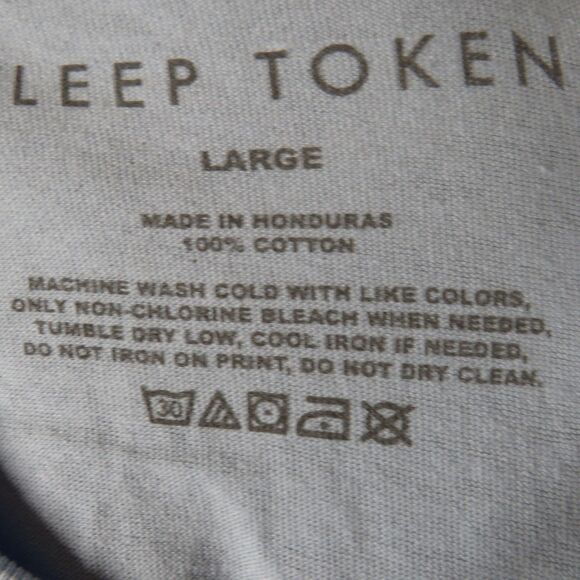 LEEP TOKEN
LARGE
MADE IN HONDURAS
100% COTTON
MACHINE WASH COLD WITH LIKE COLORS,
ONLY NON-CHLORINE BLEACH WHEN NEEDED,
TUMBLE DRY LOW, COOL IRON IF NEEDED,
DO NOT IRON ON PRINT, DO NOT DRY CLEAN.
30